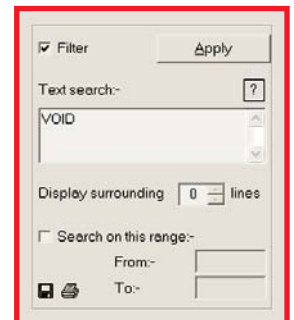 Filter Apply
Text search:- ?
VOID
Display surrounding 0 lines
Search on this range:-
From:-
To:-